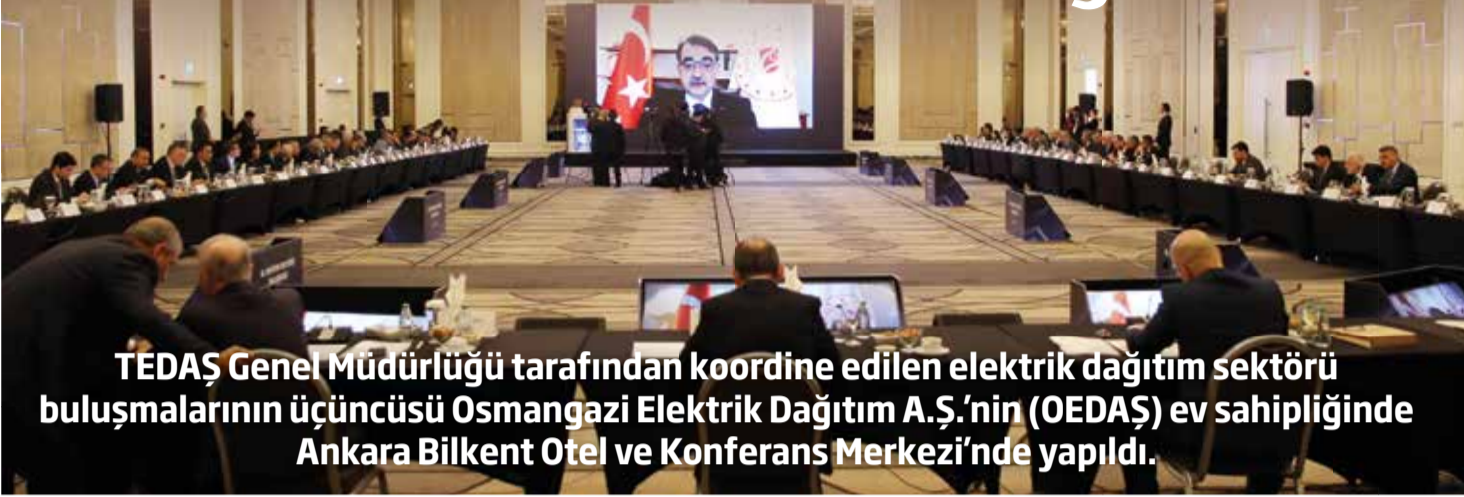 TEDAŞ Genel Müdürlüğü tarafından koordine edilen elektrik dağıtım sektörü
buluşmalarının üçüncüsü Osmangazi Elektrik Dağıtım A.Ş.’nin (OEDAŞ) ev sahipliğinde
Ankara Bilkent Otel ve Konferans Merkezi’nde yapıldı.